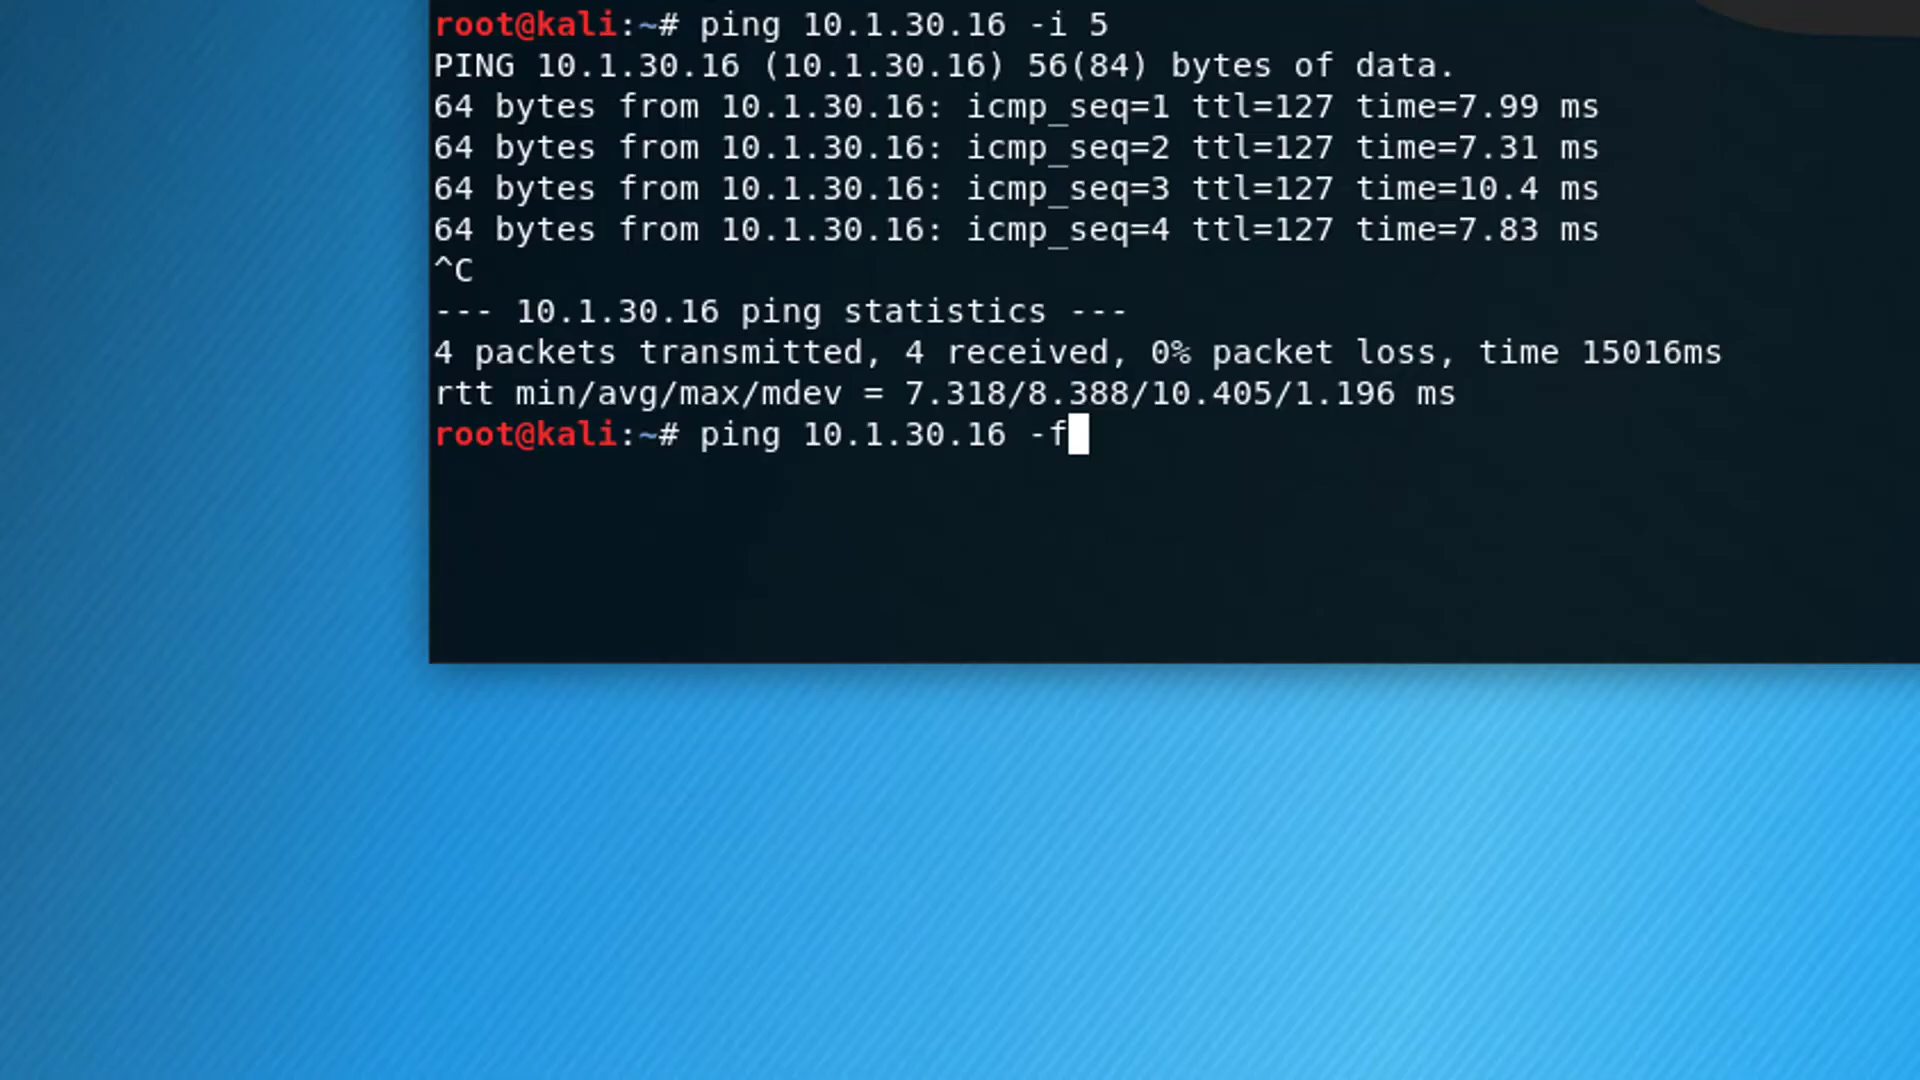 root@kali:~# ping 10.1.30.16 -i 5
PING 10.1.30.16 (10.1.30.16) 56(84) bytes of data.
64 bytes from 10.1.30.16: icmp_seq=1 ttl=127 time=7.99 ms
64 bytes from 10.1.30.16: icmp_seq=2 ttl=127 time=7.31 ms
64 bytes from 10.1.30.16: icmp_seq=3 ttl=127 time=10.4 ms
64 bytes from 10.1.30.16: icmp_seq=4 ttl=127 time=7.83 ms
^C
--- 10.1.30.16 ping statistics ---
4 packets transmitted, 4 received, 0% packet loss, time 15016ms
rtt min/avg/max/mdev = 7.318/8.388/10.405/1.196 ms
root@kali:~# ping 10.1.30.16 -f